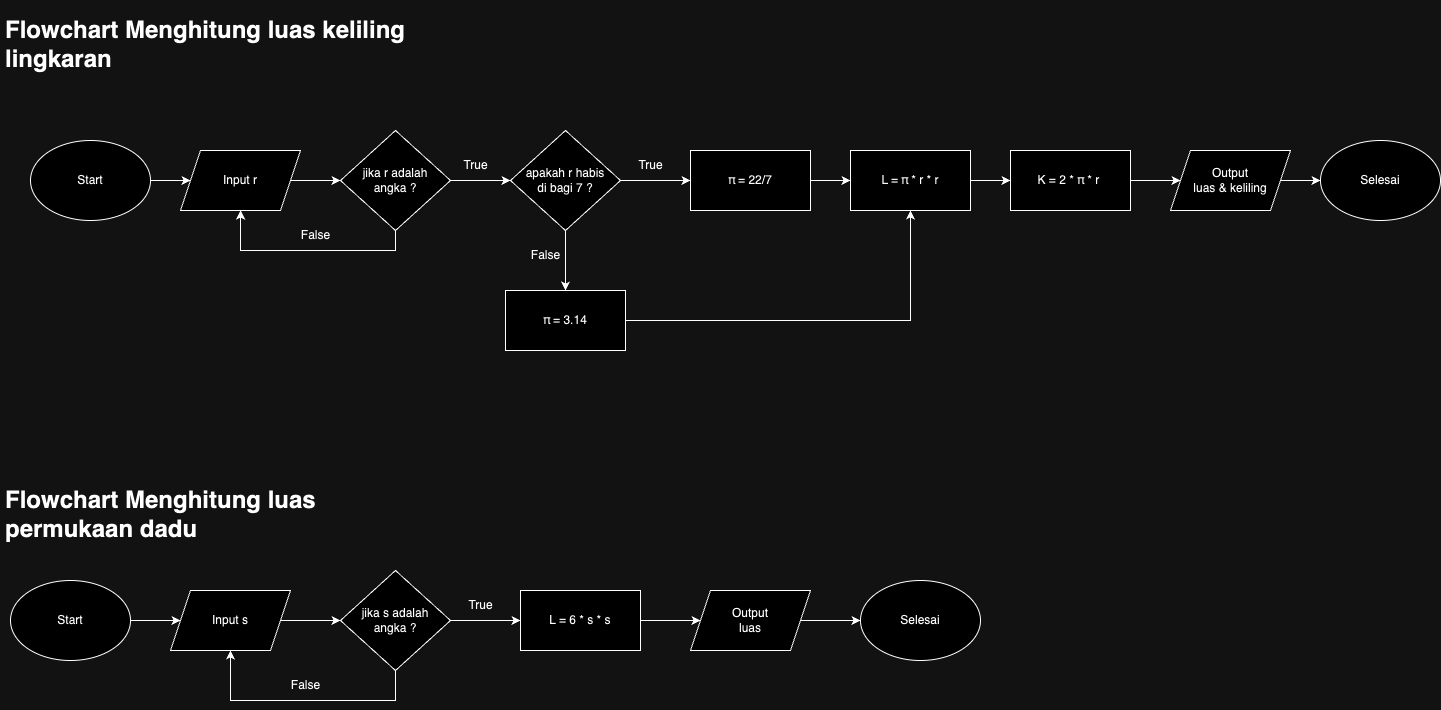 Flowchart Menghitung luas keliling
lingkaran
Start
Input r
jika r adalah
angka ?
True
False
apakah r habis
di bagi 7 ?
True
False
π = 22/7
π = 3.14
L = π * r * r
K = 2 * π * r
Output
luas & keliling
Selesai
Flowchart Menghitung luas
permukaan dadu
Start
Input s
jika s adalah
angka ?
True
False
L = 6 * s * s
Output
luas
Selesai